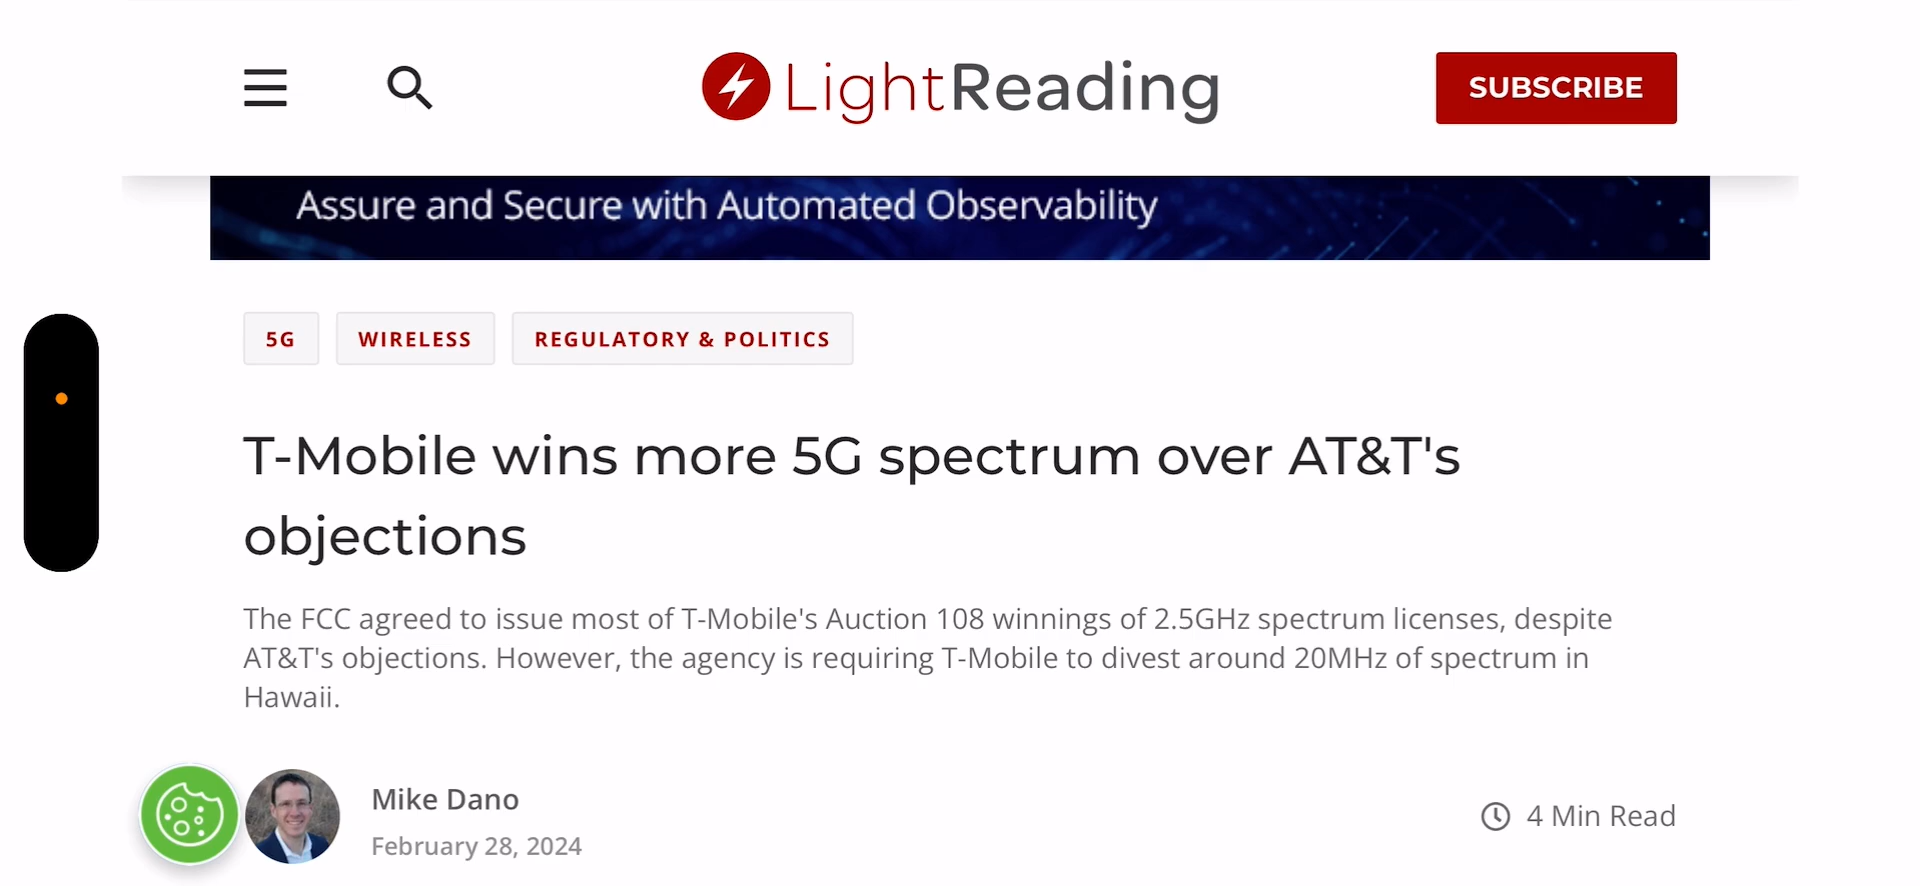 LightReading
SUBSCRIBE
Assure and Secure with Automated Observability
5G
WIRELESS
REGULATORY & POLITICS
T-Mobile wins more 5G spectrum over AT&T's
objections
The FCC agreed to issue most of T-Mobile's Auction 108 winnings of 2.5GHz spectrum licenses, despite
AT&T's objections. However, the agency is requiring T-Mobile to divest around 20MHz of spectrum in
Hawaii.
Mike Dano
February 28, 2024
4 Min Read